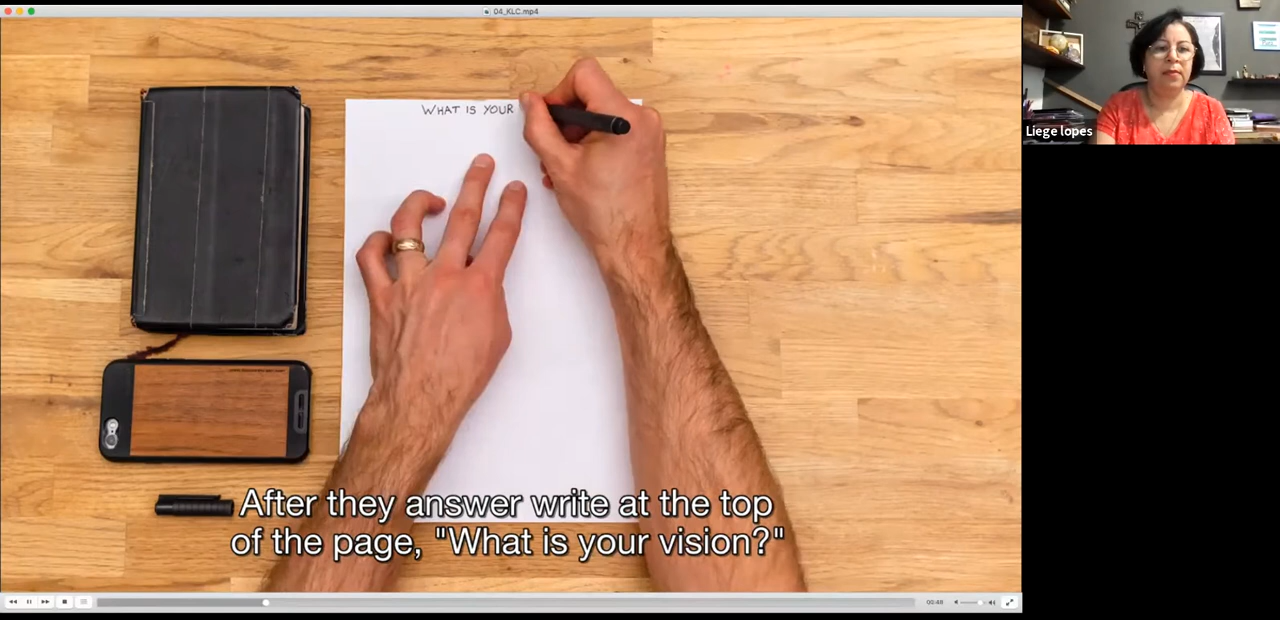 04_KLC.mp4
WHAT IS YOUR
Liege lopes
After they answer write at the top
of the page, "What is your vision?"
00:48